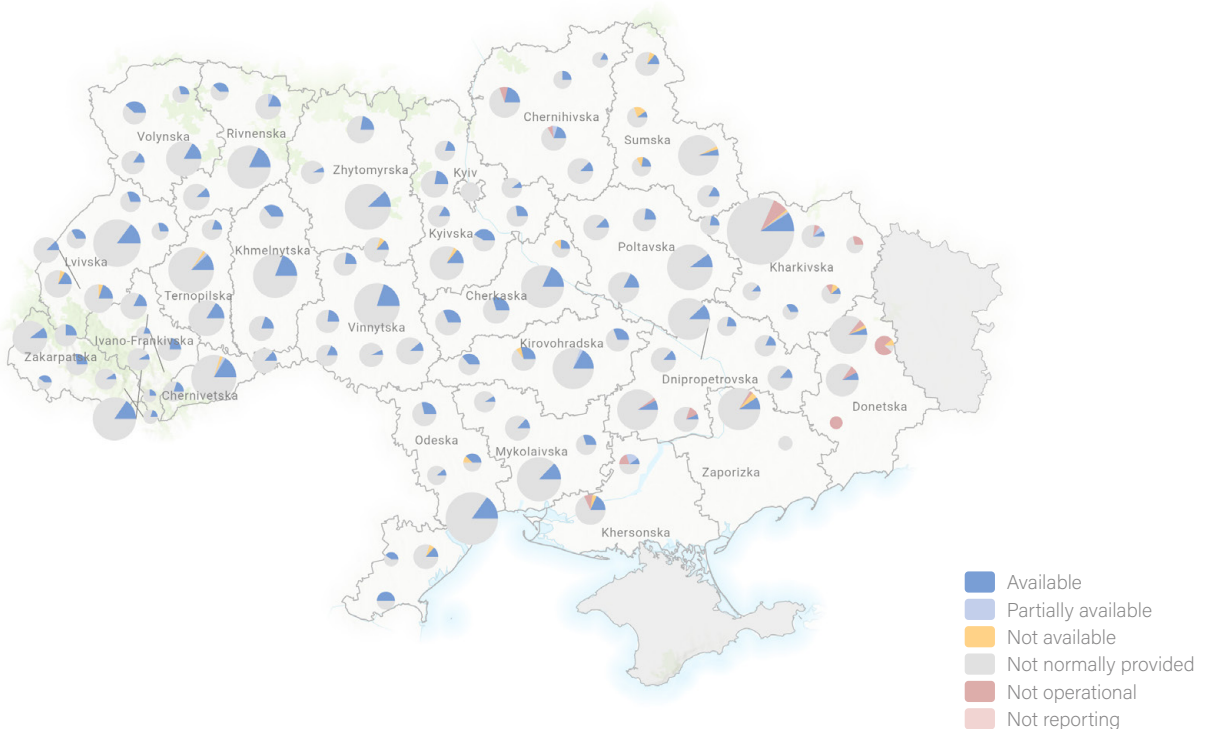 Chernihivska
Volynska
Rivnenska
Sumska
Zhytomyrska
Kyiv
Kyivska
Poltavska
Lvivska
Khmelnytska
Kharkivska
Ternopilska
Cherkaska
Vinnytska
Ivano-Frankivska
Kirovohradska
Zakarpatska
Dnipropetrovska
Chernivetska
Donetska
Odeska
Mykolaivska
Zaporizka
Khersonska
Available
Partially available
Not available
Not normally provided
Not operational
Not reporting